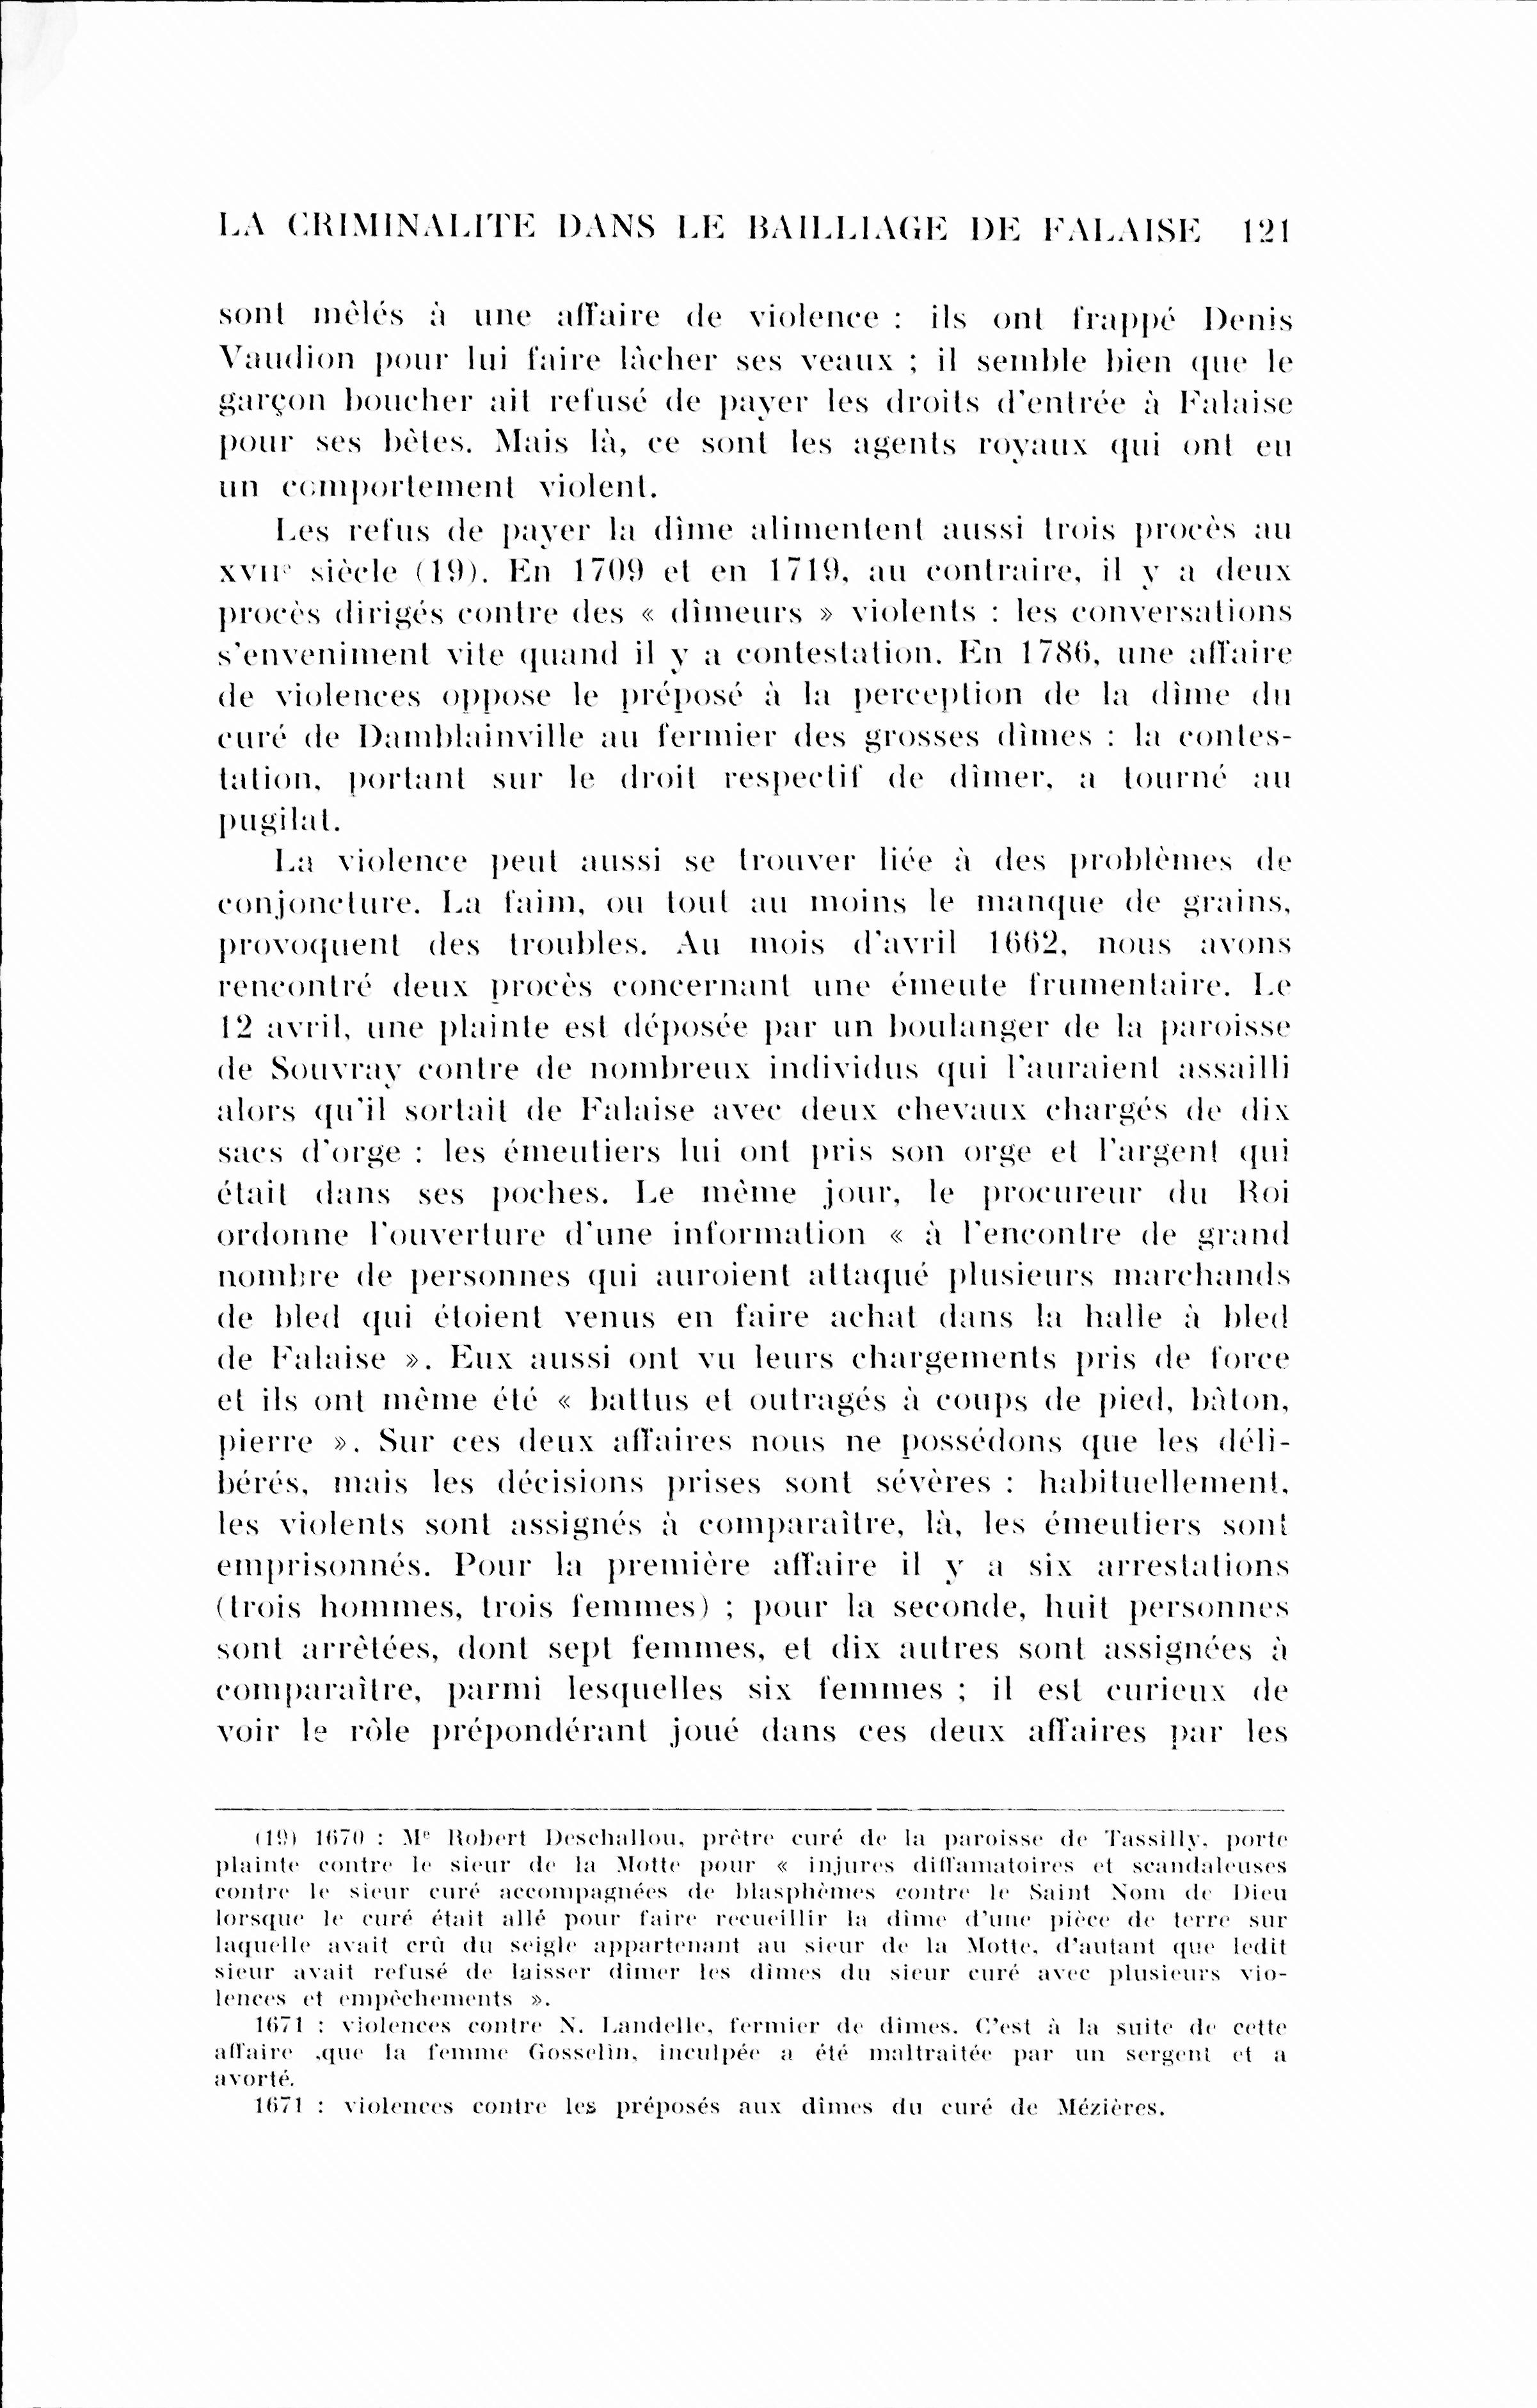 LA CRIMINALITE DANS LE BAILLIAGE DE FALAISE 121
sont mêlés à une affaire de violence : ils ont frappé Denis
Vaudion pour lui faire lâcher ses veaux ; il semble bien que le
garçon boucher ait refusé de payer les droits d'entrée à Falaise
pour ses bêtes. Mais là, ce sont les agents royaux qui ont eu
un comportement violent.
Les refus de payer la dîme alimentent aussi trois procès au
XVIIe siècle (19). En 1709 et en 1719, au contraire, il y a deux
procès dirigés contre des « dîmeurs » violents : les conversations
s'enveniment vite quand il y a contestation. En 1786, une affaire
de violences oppose le préposé à la perception de la dîme du
curé de Damblainville au fermier des grosses dîmes : la contes-
tation, portant sur le droit respectif de dîmer, a tourné au
pugilat.
La violence peut aussi se trouver liée à des problèmes de
conjoncture. La faim, ou tout au moins le manque de grains,
provoquent des troubles. Au mois d'avril 1662, nous avons
rencontré deux procès concernant une émeute frumentaire. Le
12 avril, une plainte est déposée par un boulanger de la paroisse
de Souvray contre de nombreux individus qui l'auraient assailli
alors qu'il sortait de Falaise avec deux chevaux chargés de dix
sacs d'orge : les émeutiers lui ont pris son orge et l'argent qui
était dans ses poches. Le même jour, le procureur du Roi
ordonne l'ouverture d'une information « à l'encontre de grand
nombre de personnes qui auroient attaqué plusieurs marchands
de bled qui étoient venus en faire achat dans la halle à bled
de Falaise ». Eux aussi ont vu leurs chargements pris de force
et ils ont même été « battus et outragés à coups de pied, bâton,
pierre ». Sur ces deux affaires nous ne possédons que les déli-
bérés, mais les décisions prises sont sévères : habituellement,
les violents sont assignés à comparaître, là, les émeutiers sont
emprisonnés. Pour la première affaire il y a six arrestations
(trois hommes, trois femmes) ; pour la seconde, huit personnes
sont arrêtées, dont sept femmes, et dix autres sont assignées à
comparaître, parmi lesquelles six femmes ; il est curieux de
voir le rôle prépondérant joué dans ces deux affaires par les
(19) 1670 : Me Robert Deschallou, prêtre curé de la paroisse de Tassilly, porte
plainte contre le sieur de la Motte pour « injures diffamatoires et scandaleuses
contre le sieur curé accompagnées de blasphèmes contre le Saint Nom de Dieu
lorsque le curé était allé pour faire recueillir la dîme d'une pièce de terre sur
laquelle avait crû du seigle appartenant au sieur de la Motte, d'autant que ledit
sieur avait refusé de laisser dîmer les dîmes du sieur curé avec plusieurs vio-
lences et empêchements ».
1671 : violences contre N. Landelle, fermier de dîmes. C'est à la suite de cette
affaire ,que la femme Gosselin, inculpée a été maltraitée par un sergent et a
avorté.
1671 : violences contre les préposés aux dîmes du curé de Mézières.